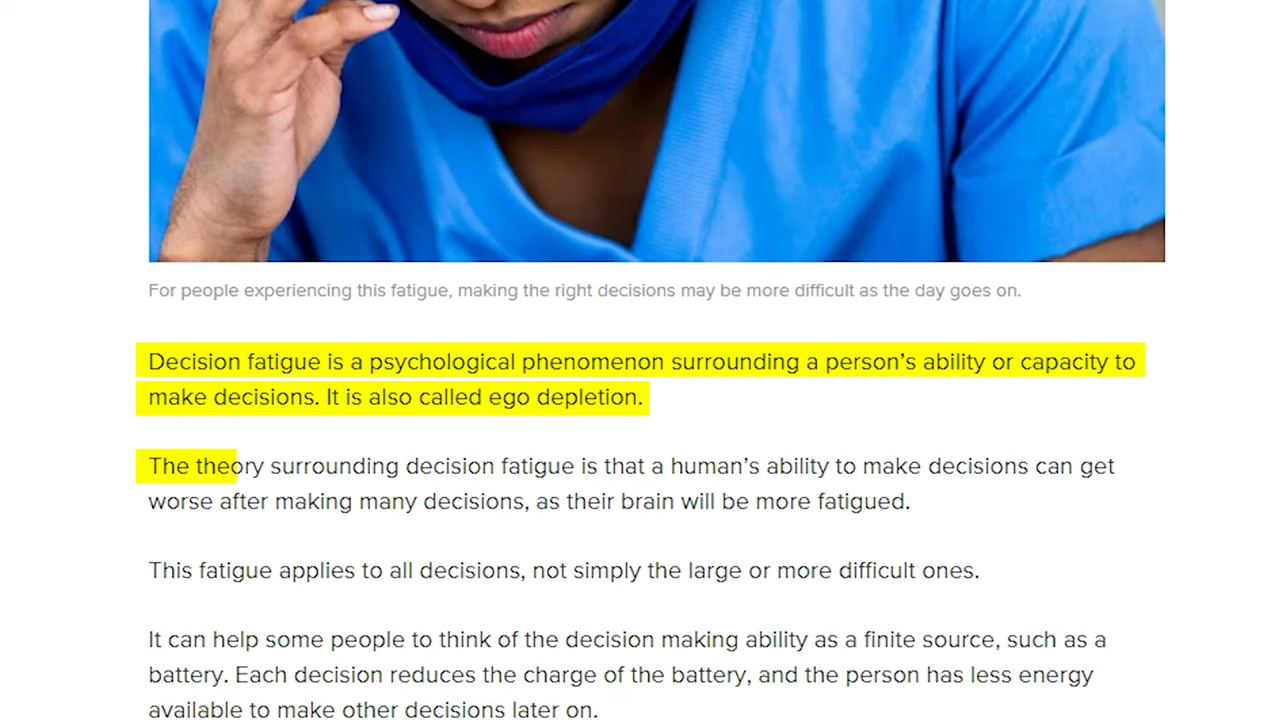 For people experiencing this fatigue, making the right decisions may be more difficult as the day goes on.
Decision fatigue is a psychological phenomenon surrounding a person’s ability or capacity to
make decisions. It is also called ego depletion.
The theory surrounding decision fatigue is that a human’s ability to make decisions can get
worse after making many decisions, as their brain will be more fatigued.
This fatigue applies to all decisions, not simply the large or more difficult ones.
It can help some people to think of the decision making ability as a finite source, such as a
battery. Each decision reduces the charge of the battery, and the person has less energy
available to make other decisions later on.